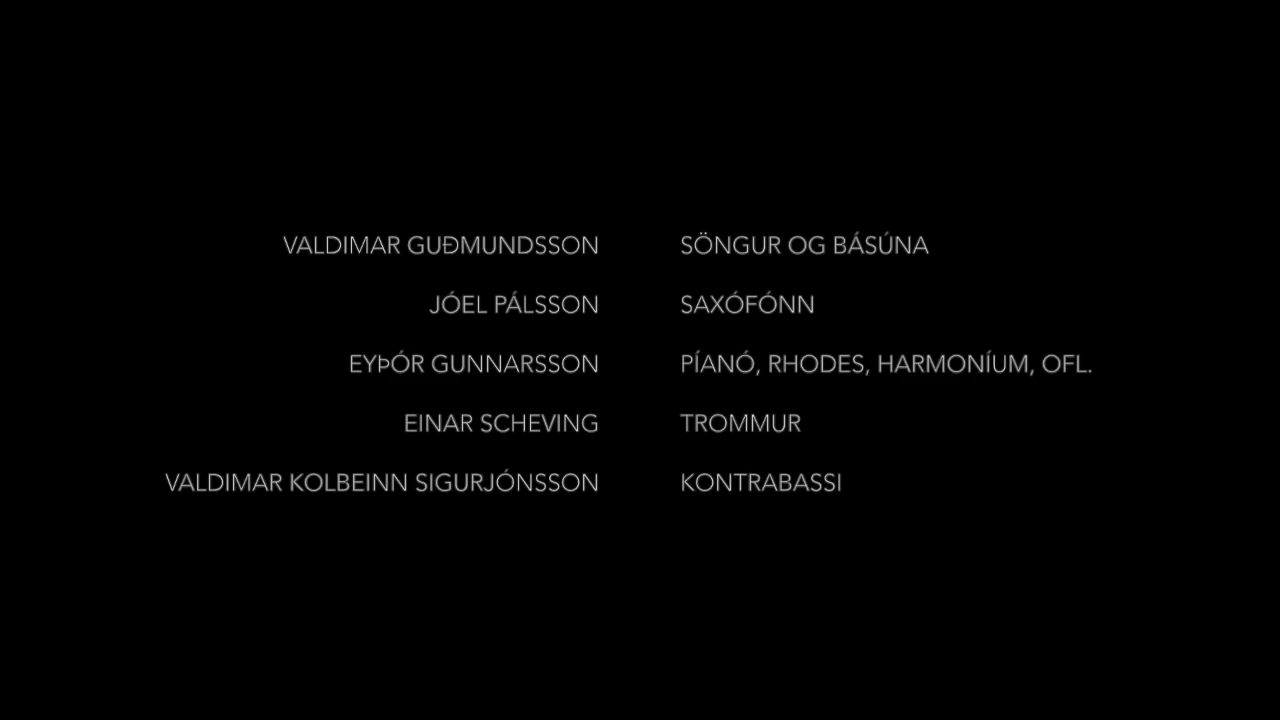 VALDIMAR GUÐMUNDSSON SÖNGUR OG BÁSÚNA
JÓEL PÁLSSON SAXÓFÓNN
EYÞÓR GUNNARSSON PÍANÓ, RHODES, HARMONÍUM, OFL.
EINAR SCHEVING TROMMUR
VALDIMAR KOLBEINN SIGURJÓNSSON KONTRABASSI